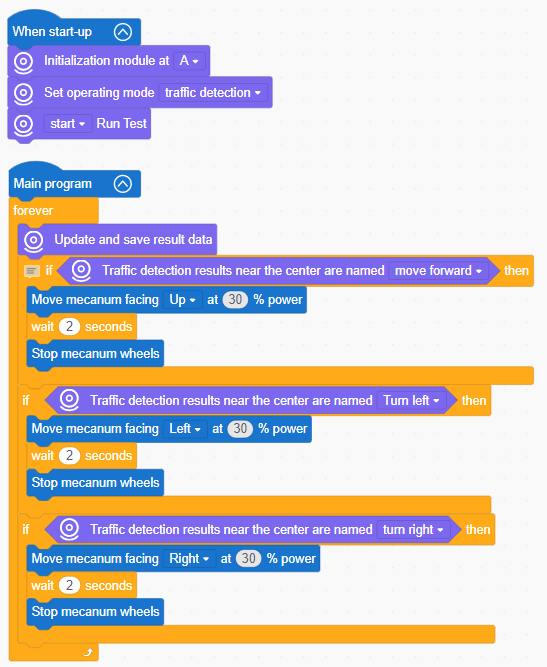 When start-up
Initialization module at A
Set operating mode traffic detection
start Run Test
Main program
forever
Update and save result data
if Traffic detection results near the center are named move forward then
Move mecanum facing Up at 30 % power
wait 2 seconds
Stop mecanum wheels
if Traffic detection results near the center are named Turn left then
Move mecanum facing Left at 30 % power
wait 2 seconds
Stop mecanum wheels
if Traffic detection results near the center are named turn right then
Move mecanum facing Right at 30 % power
wait 2 seconds
Stop mecanum wheels